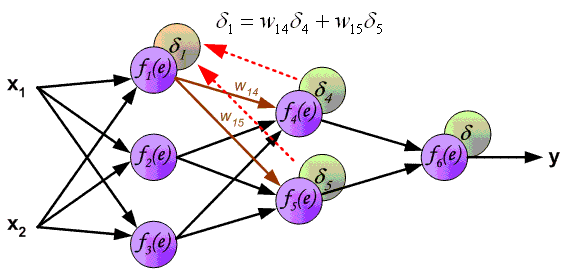 δ₁ = w₁₄δ₄ + w₁₅δ₅
δ₁
f₁(e)
x₁
w₁₄
δ₄
f₄(e)
w₁₅
δ
f₂(e)
f₆(e)
y
δ₅
f₅(e)
x₂
f₃(e)